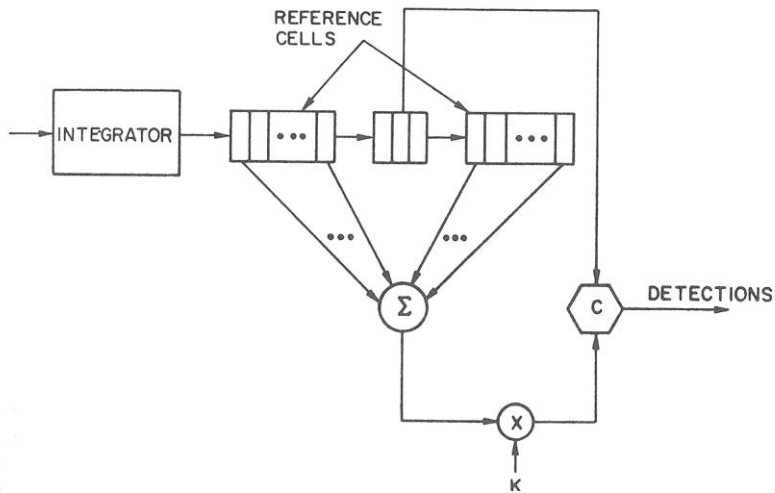 REFERENCE
CELLS
INTEGRATOR
Σ
C
DETECTIONS
X
K